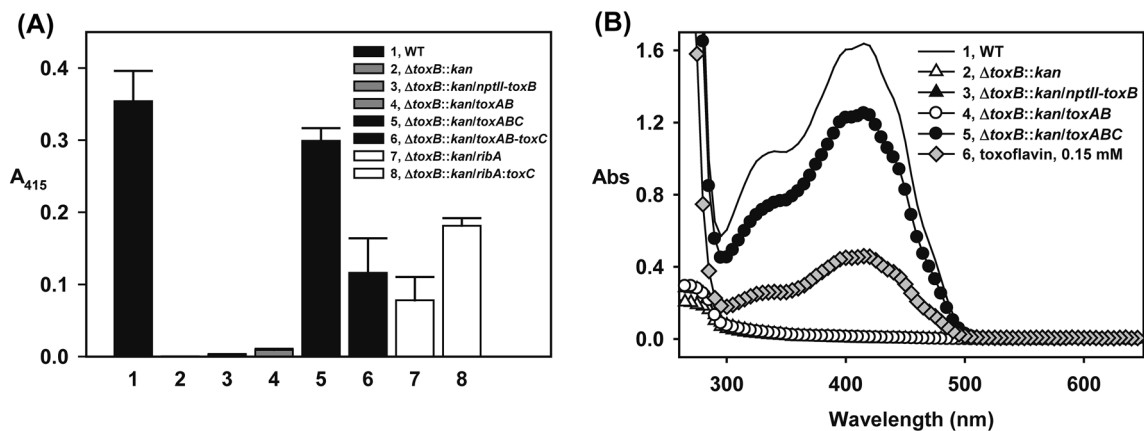 (A)
0.4
0.3
0.2
0.1
0.0
A415
1 2 3 4 5 6 7 8
1, WT
2, ΔtoxB::kan
3, ΔtoxB::kan/nptII-toxB
4, ΔtoxB::kan/toxAB
5, ΔtoxB::kan/toxABC
6, ΔtoxB::kan/toxAB-toxC
7, ΔtoxB::kan/ribA
8, ΔtoxB::kan/ribA:toxC
(B)
1.6
1.2
0.8
0.4
0.0
Abs
300 400 500 600
Wavelength (nm)
1, WT
2, ΔtoxB::kan
3, ΔtoxB::kan/nptII-toxB
4, ΔtoxB::kan/toxAB
5, ΔtoxB::kan/toxABC
6, toxoflavin, 0.15 mM